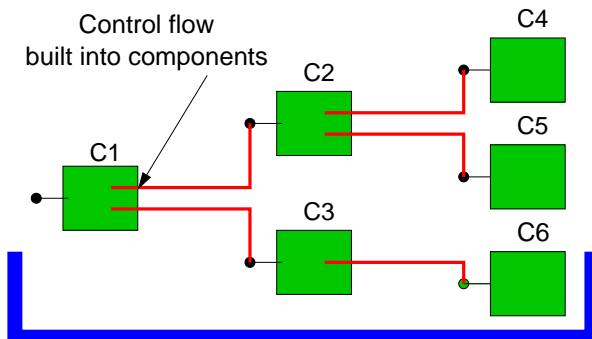 Control flow
built into components
C1
C2
C3
C4
C5
C6